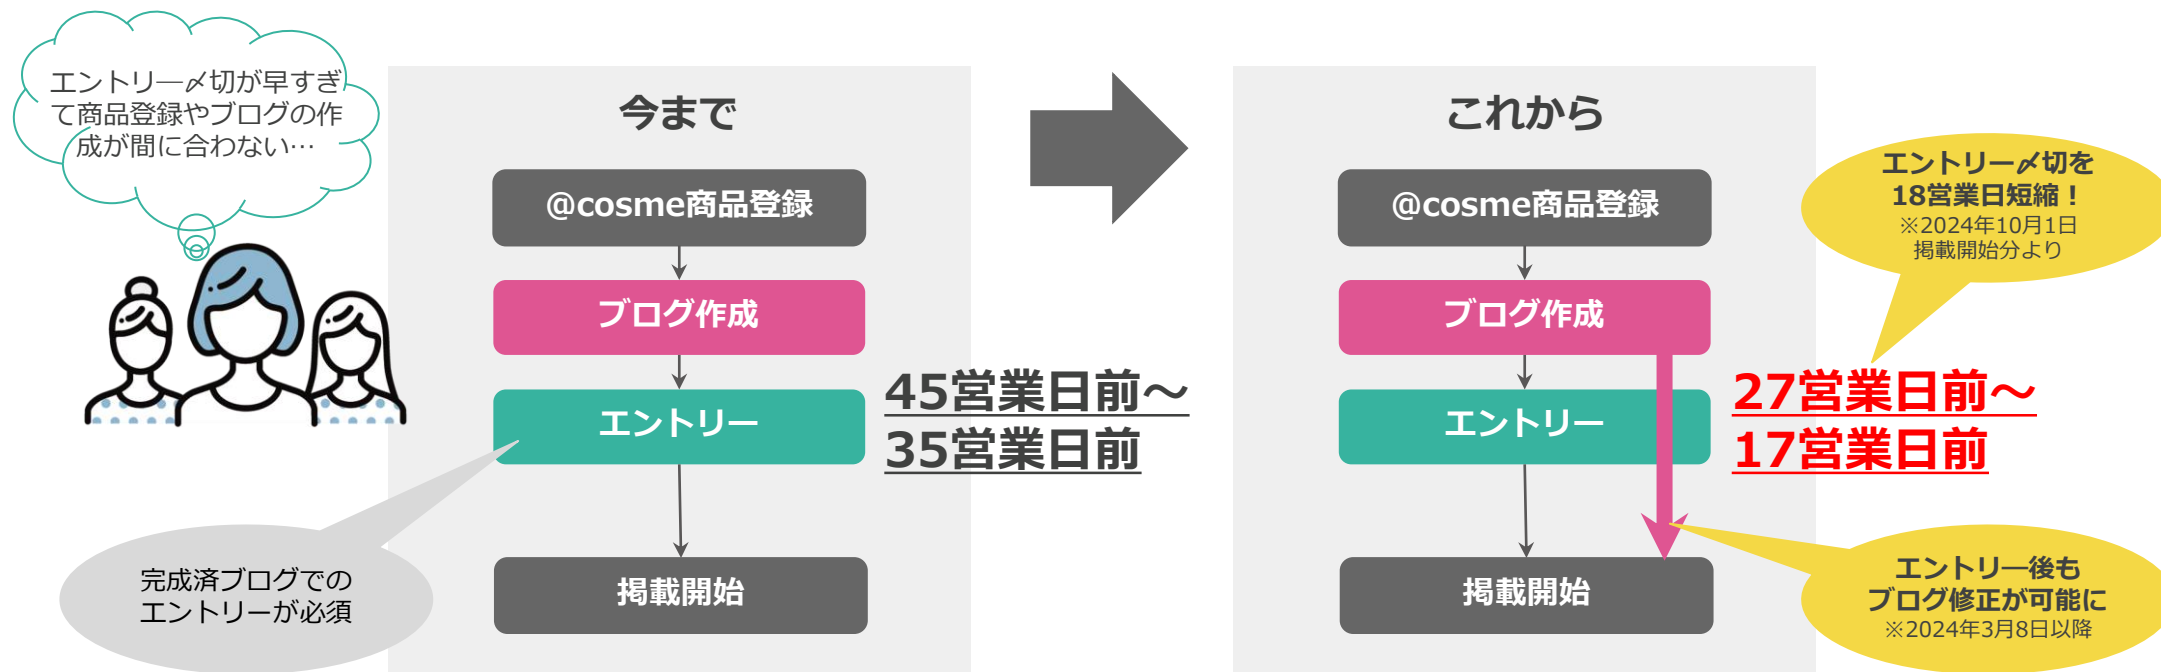 エントリー〆切が早すぎ
て商品登録やブログの作
成が間に合わない…
今まで
@cosme商品登録
ブログ作成
エントリー
45営業日前～
35営業日前
完成済ブログでの
エントリーが必須
掲載開始
これから
@cosme商品登録
ブログ作成
エントリー
掲載開始
エントリー〆切を
18営業日短縮！
※2024年10月1日
掲載開始分より
27営業日前～
17営業日前
エントリー後も
ブログ修正が可能に
※2024年3月8日以降